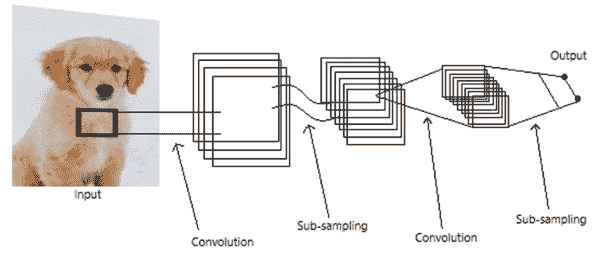 Output
Input
Convolution
Sub-sampling
Convolution
Sub-sampling